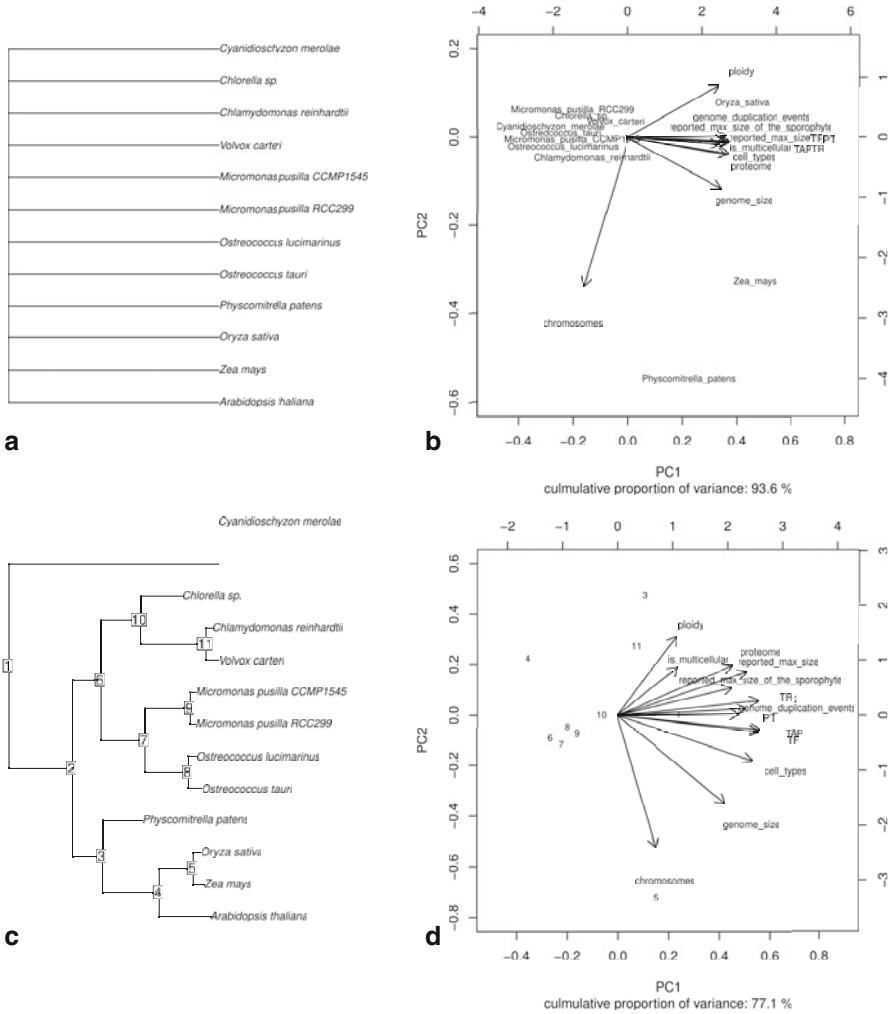 Cyanidioschyzon merolae
Chlorella sp.
Chlamydomonas reinhardtii
Volvox carteri
Micromonas pusilla CCMP1545
Micromonas pusilla RCC299
Ostreococcus lucimarinus
Ostreococcus tauri
Physcomitrella patens
Oryza sativa
Zea mays
Arabidopsis thaliana
a
−4 −2 0 2 4 6
0.2
0.0
−0.2
−0.4
−0.6
PC2
ploidy
Oryza_sativa
Micromonas_pusilla_RCC299
Chlorella_sp.
Volvox_carteri
Cyanidioschyzon_merolae
Ostreococcus_tauri
Micromonas_pusilla_CCMP1
Ostreococcus_lucimarinus
Chlamydomonas_reinhardtii
genome_duplication_events
reported_max_size_of_the_sporophyte
reported_max_size
is_multicellular
cell_types
proteome
genome_size
Zea_mays
chromosomes
Physcomitrella_patens
1
0
−1
−2
−3
−4
−0.4 −0.2 0.0 0.2 0.4 0.6 0.8
b
PC1
culmulative proportion of variance: 93.6 %
Cyanidioschyzon merolae
Chlorella sp.
10
Chlamydomonas reinhardtii
11
Volvox carteri
1
Micromonas pusilla CCMP1545
9
Micromonas pusilla RCC299
7
Ostreococcus lucimarinus
8
2
Ostreococcus tauri
Physcomitrella patens
3
Oryza sativa
5
Zea mays
4
Arabidopsis thaliana
c
−2 −1 0 1 2 3 4
0.6
0.4
0.2
0.0
−0.2
−0.4
−0.6
−0.8
PC2
3
ploidy
11
proteome
4
is_multicellular
reported_max_size
reported_max_size_of_the_sporophyte
TR
genome_duplication_events
10
PT
8
9
TAP
6
7
TF
cell_types
genome_size
chromosomes
5
3
2
1
0
−1
−2
−3
−0.4 −0.2 0.0 0.2 0.4 0.6 0.8
d
PC1
culmulative proportion of variance: 77.1 %